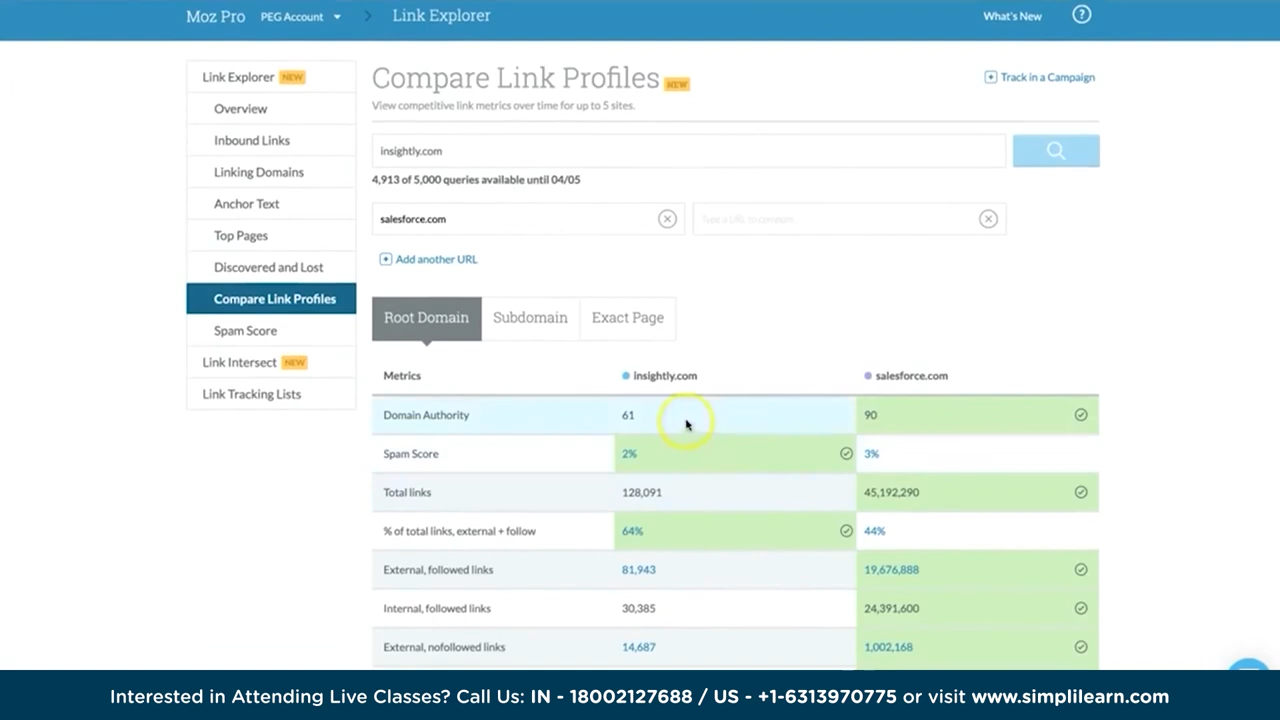 Moz Pro PEG Account Link Explorer What's New ?
Link Explorer NEW
Overview
Inbound Links
Linking Domains
Anchor Text
Top Pages
Discovered and Lost
Compare Link Profiles
Spam Score
Link Intersect NEW
Link Tracking Lists
Compare Link Profiles NEW
Track in a Campaign
View competitive link metrics over time for up to 5 sites.
insightly.com
4,913 of 5,000 queries available until 04/05
salesforce.com Type a URL to compare...
Add another URL
Root Domain Subdomain Exact Page
Metrics insightly.com salesforce.com
Domain Authority 61 90
Spam Score 2% 3%
Total links 128,091 45,192,290
% of total links, external + follow 64% 44%
External, followed links 81,943 19,676,888
Internal, followed links 30,385 24,391,600
External, nofollowed links 14,687 1,002,168
Interested in Attending Live Classes? Call Us: IN - 18002127688 / US - +1-6313970775 or visit www.simplilearn.com